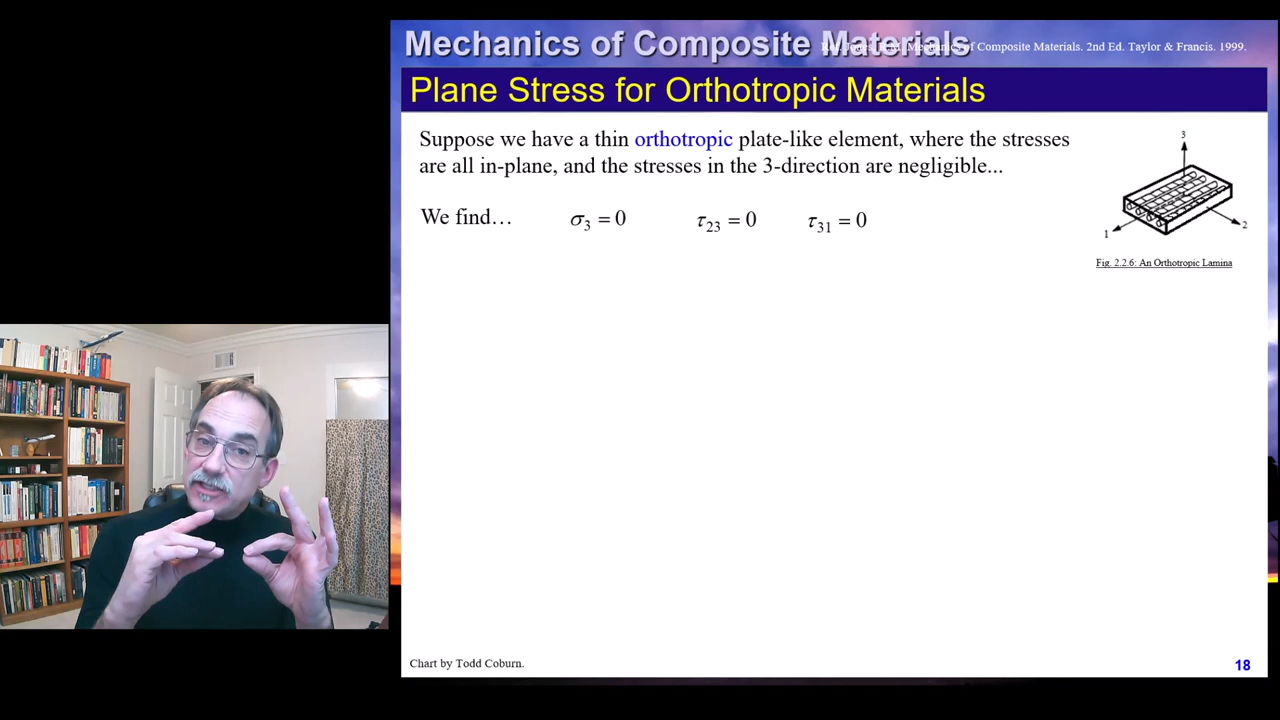 Mechanics of Composite Materials
of Composite Materials. 2nd Ed. Taylor & Francis. 1999.
Plane Stress for Orthotropic Materials
Suppose we have a thin orthotropic plate-like element, where the stresses
are all in-plane, and the stresses in the 3-direction are negligible...
We find… σ₃ = 0 τ₂₃ = 0 τ₃₁ = 0
3
1
2
Fig. 2.2.6: An Orthotropic Lamina
Chart by Todd Coburn.
18